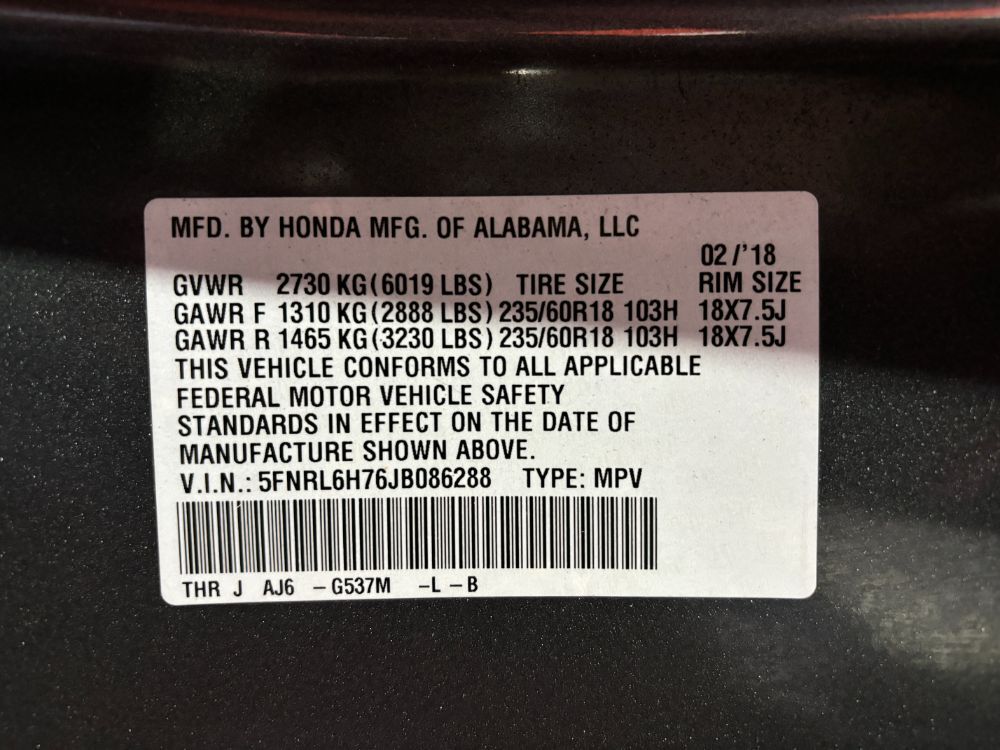 MFD. BY HONDA MFG. OF ALABAMA, LLC
02/'18
GVWR 2730 KG(6019 LBS) TIRE SIZE RIM SIZE
GAWR F 1310 KG(2888 LBS) 235/60R18 103H 18X7.5J
GAWR R 1465 KG(3230 LBS) 235/60R18 103H 18X7.5J
THIS VEHICLE CONFORMS TO ALL APPLICABLE
FEDERAL MOTOR VEHICLE SAFETY
STANDARDS IN EFFECT ON THE DATE OF
MANUFACTURE SHOWN ABOVE.
V.I.N.: 5FNRL6H76JB086288 TYPE: MPV
THR J AJ6 –G537M –L –B